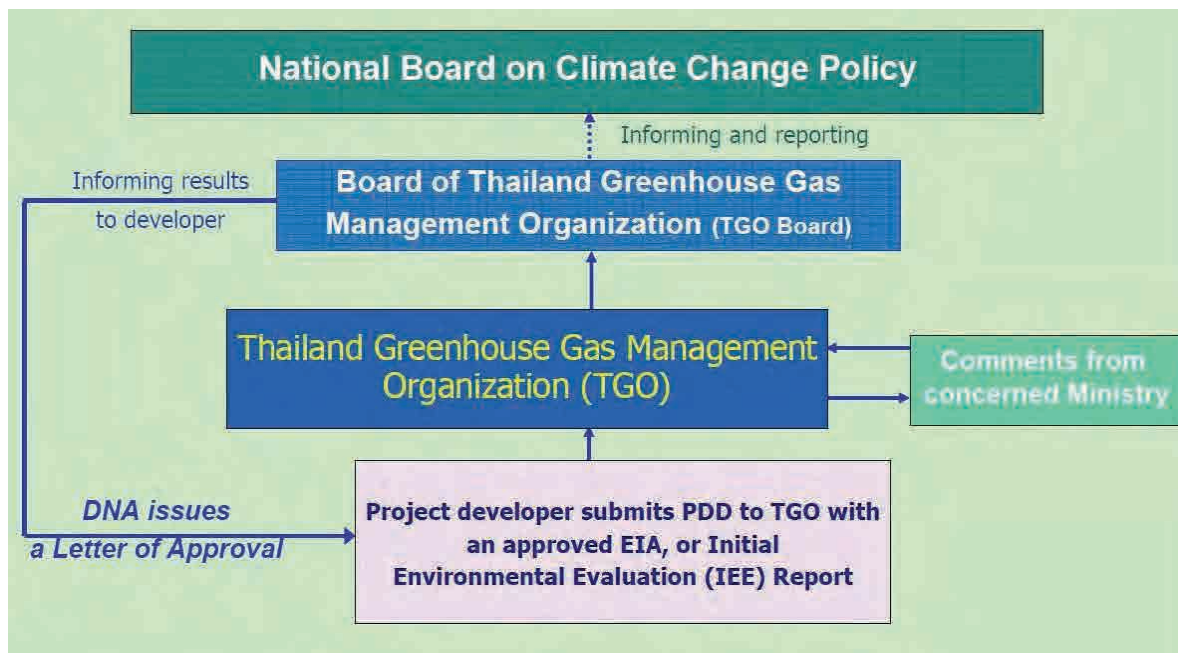 National Board on Climate Change Policy
Informing and reporting
Informing results
to developer
Board of Thailand Greenhouse Gas
Management Organization (TGO Board)
Thailand Greenhouse Gas Management
Organization (TGO)
Comments from
concerned Ministry
DNA issues
a Letter of Approval
Project developer submits PDD to TGO with
an approved EIA, or Initial
Environmental Evaluation (IEE) Report